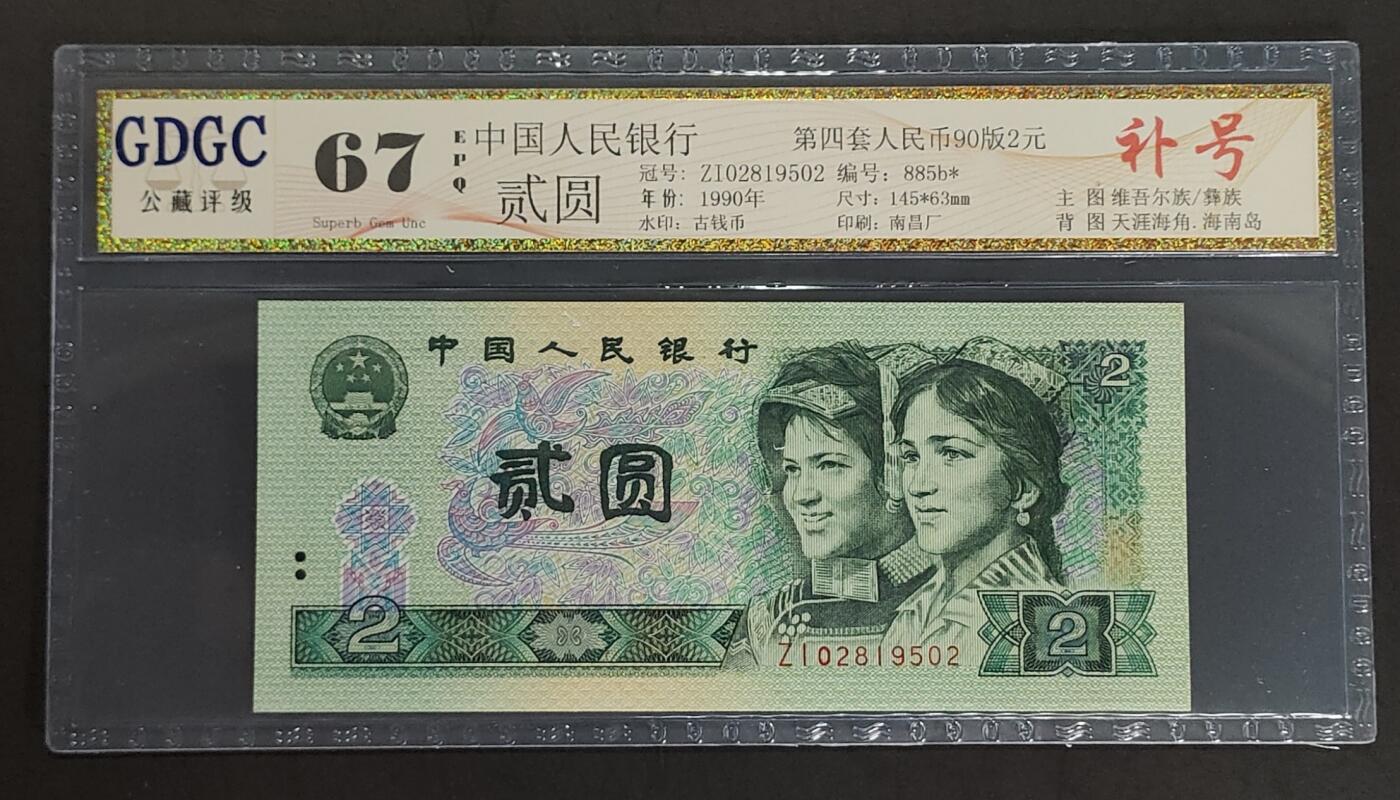 GDGC
公藏评级
67
EPQ
Superb Gem Unc
中国人民银行
贰圆
第四套人民币90版2元
冠号: ZI02819502 编号: 885b*
年份: 1990年 尺寸: 145*63mm
水印: 古钱币 印刷: 南昌厂
补号
主 图 维吾尔族/彝族
背 图 天涯海角.海南岛
中国人民银行
2
贰圆
2
2
ZI02819502